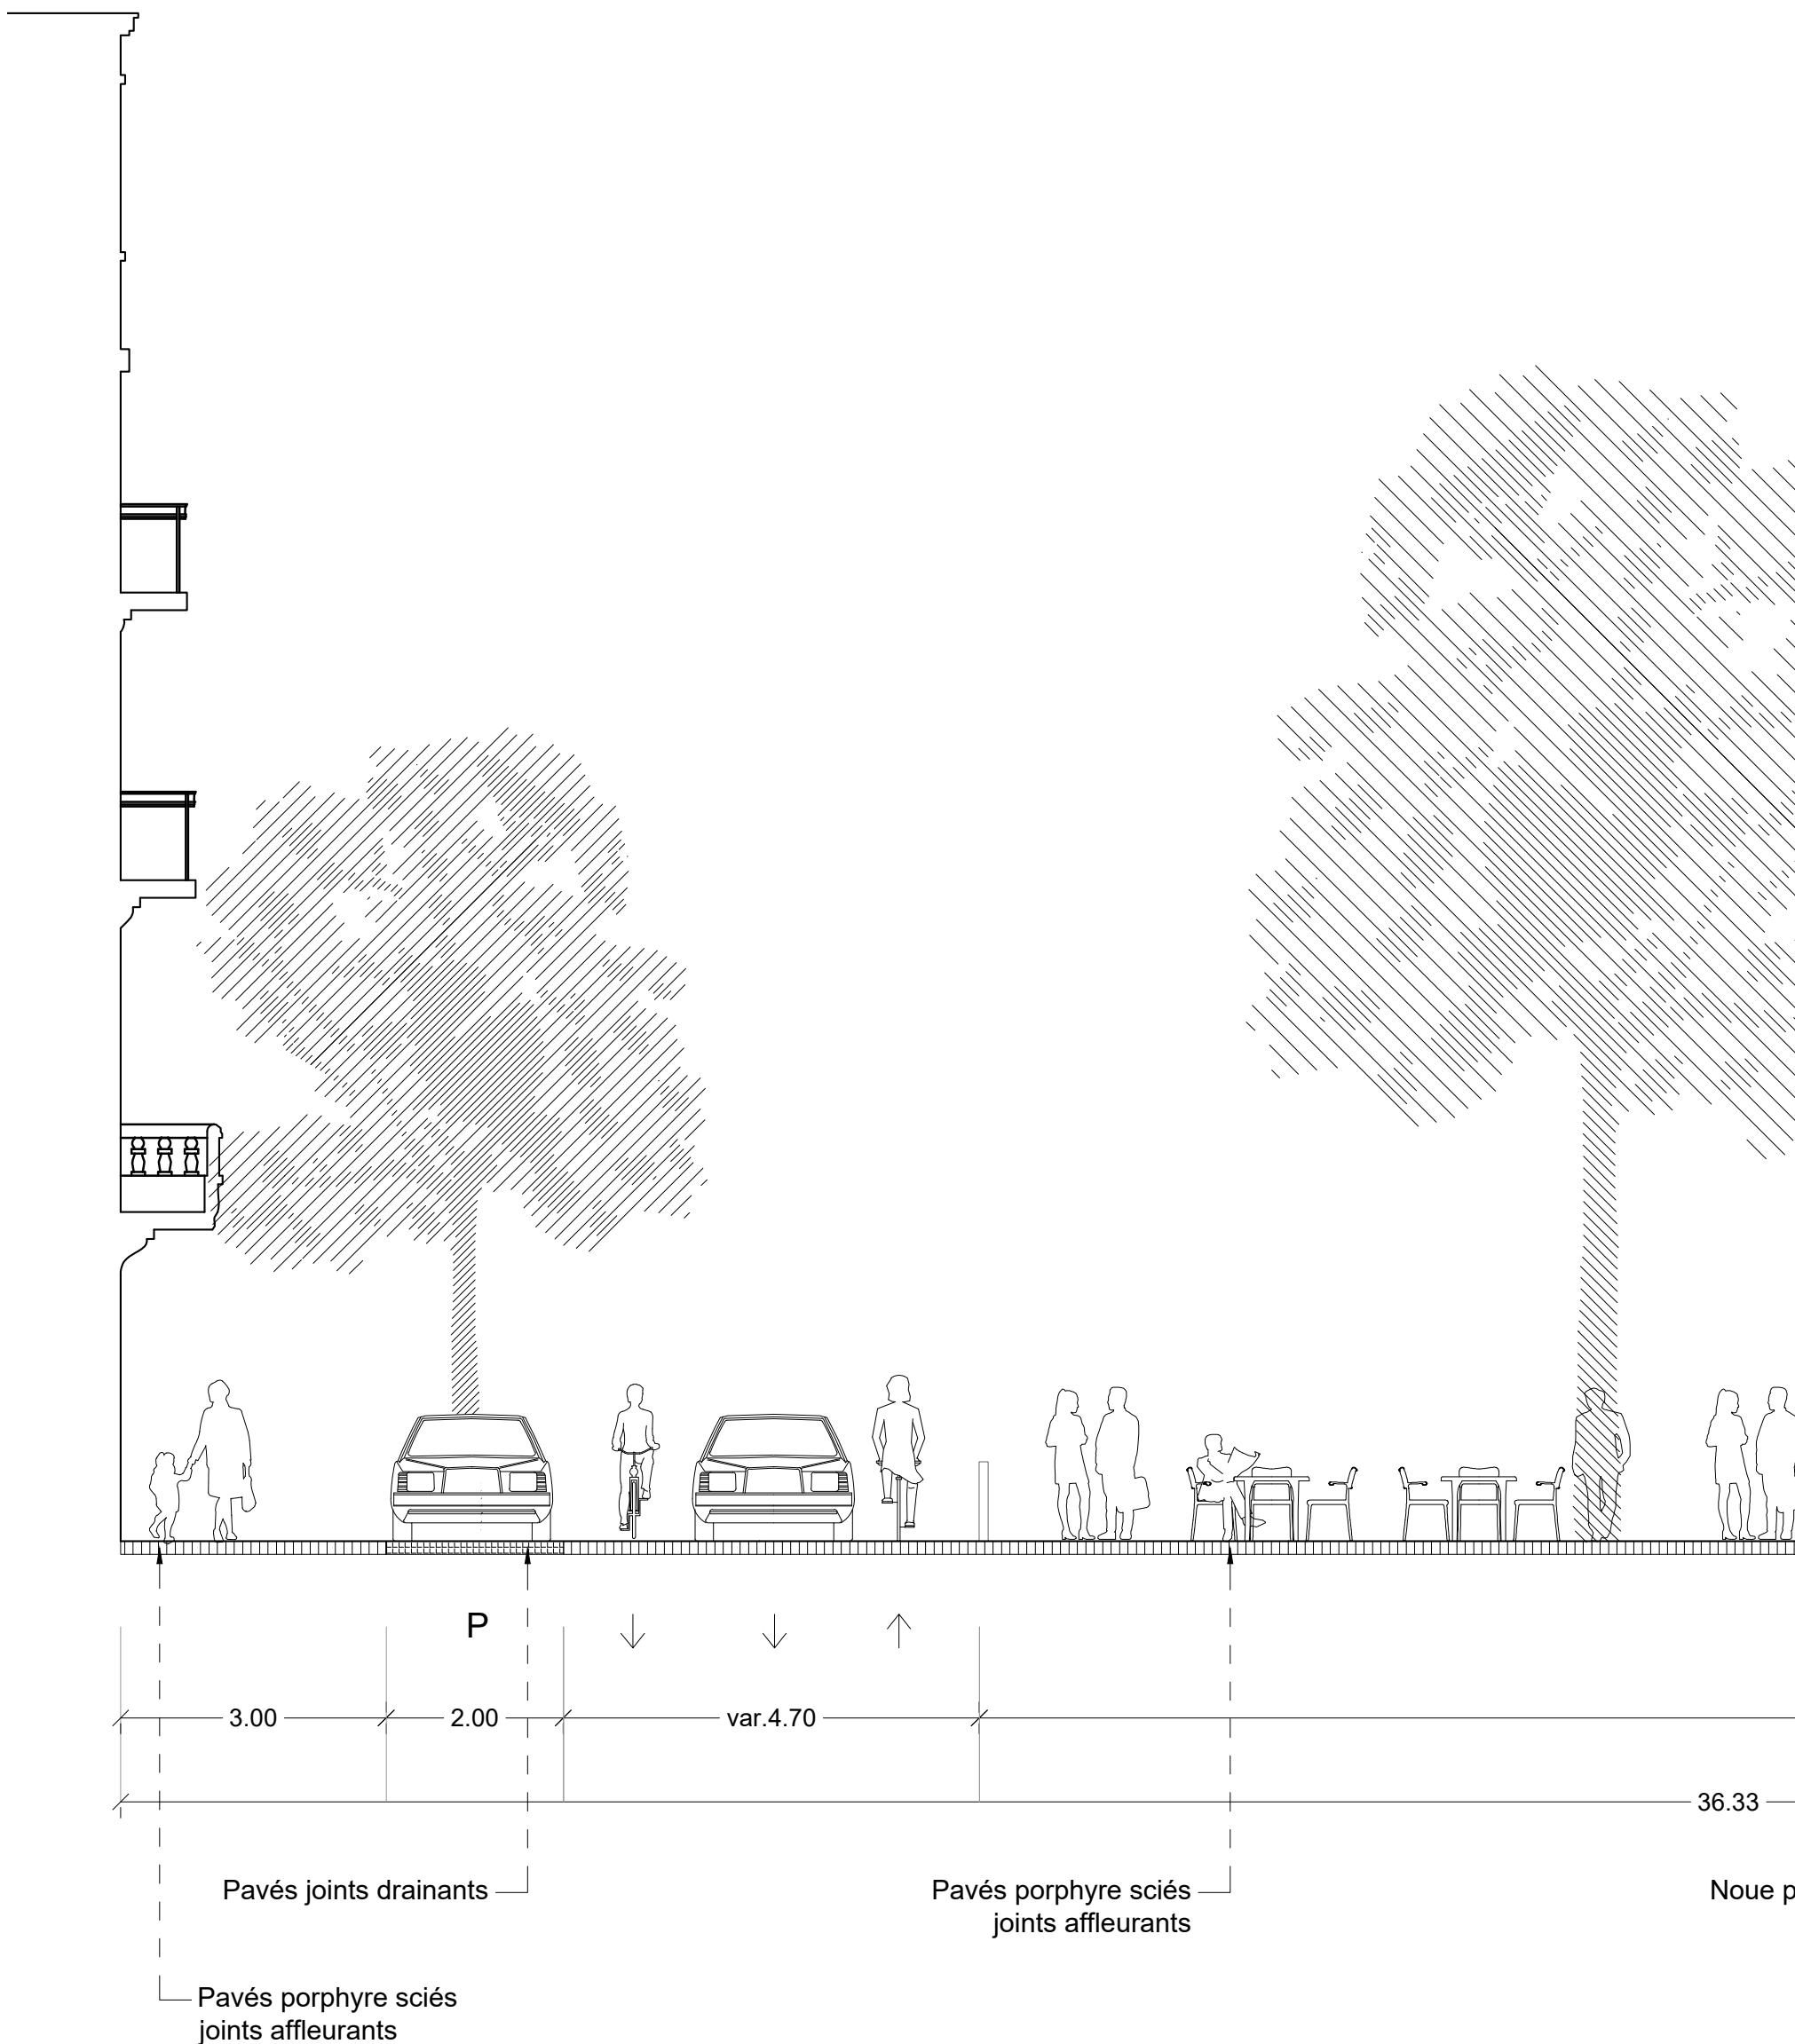 P
3.00
2.00
var.4.70
36.33
Pavés joints drainants
Pavés porphyre sciés
joints affleurants
Noue p
Pavés porphyre sciés
joints affleurants